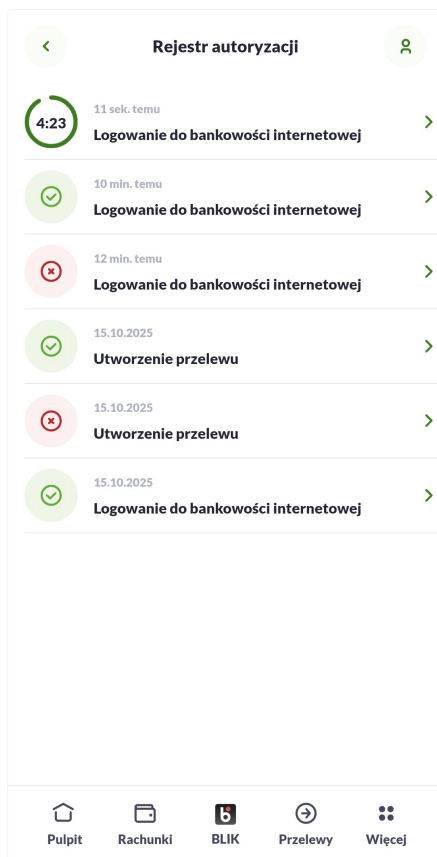 Rejestr autoryzacji
4:23
11 sek. temu
Logowanie do bankowości internetowej
10 min. temu
Logowanie do bankowości internetowej
12 min. temu
Logowanie do bankowości internetowej
15.10.2025
Utworzenie przelewu
15.10.2025
Utworzenie przelewu
15.10.2025
Logowanie do bankowości internetowej
Pulpit Rachunki BLIK Przelewy Więcej